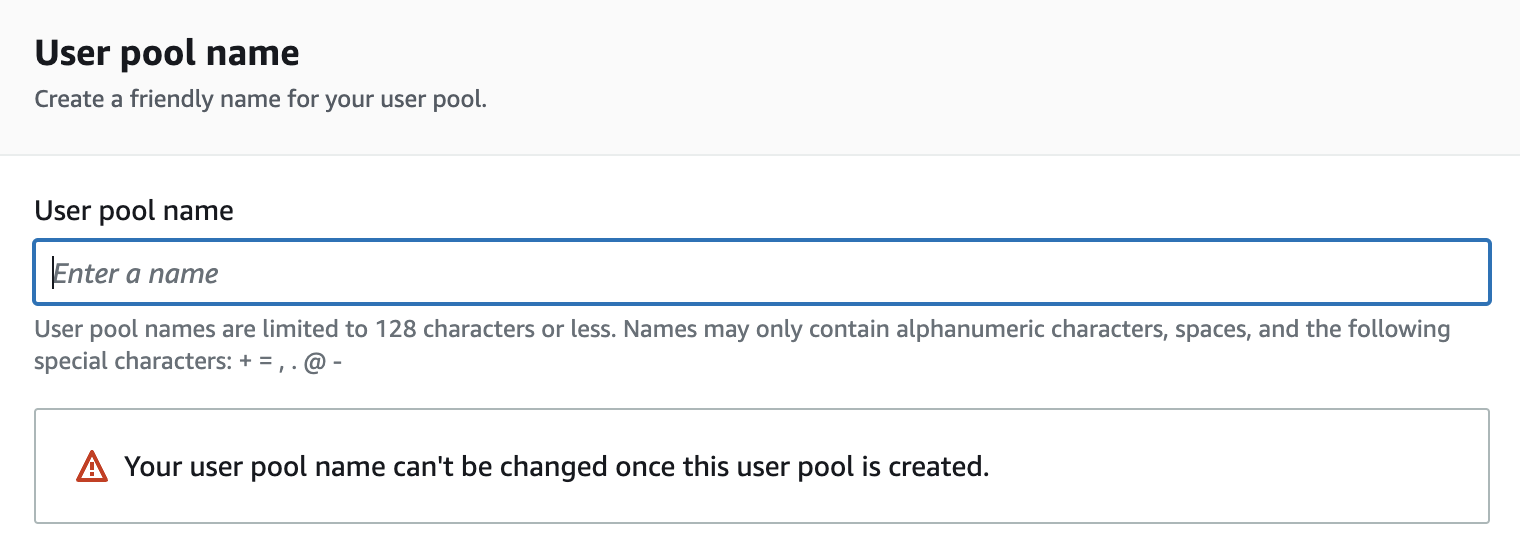 User pool name
Create a friendly name for your user pool.
User pool name
Enter a name
User pool names are limited to 128 characters or less. Names may only contain alphanumeric characters, spaces, and the following
special characters: + = , . @ -
Your user pool name can't be changed once this user pool is created.